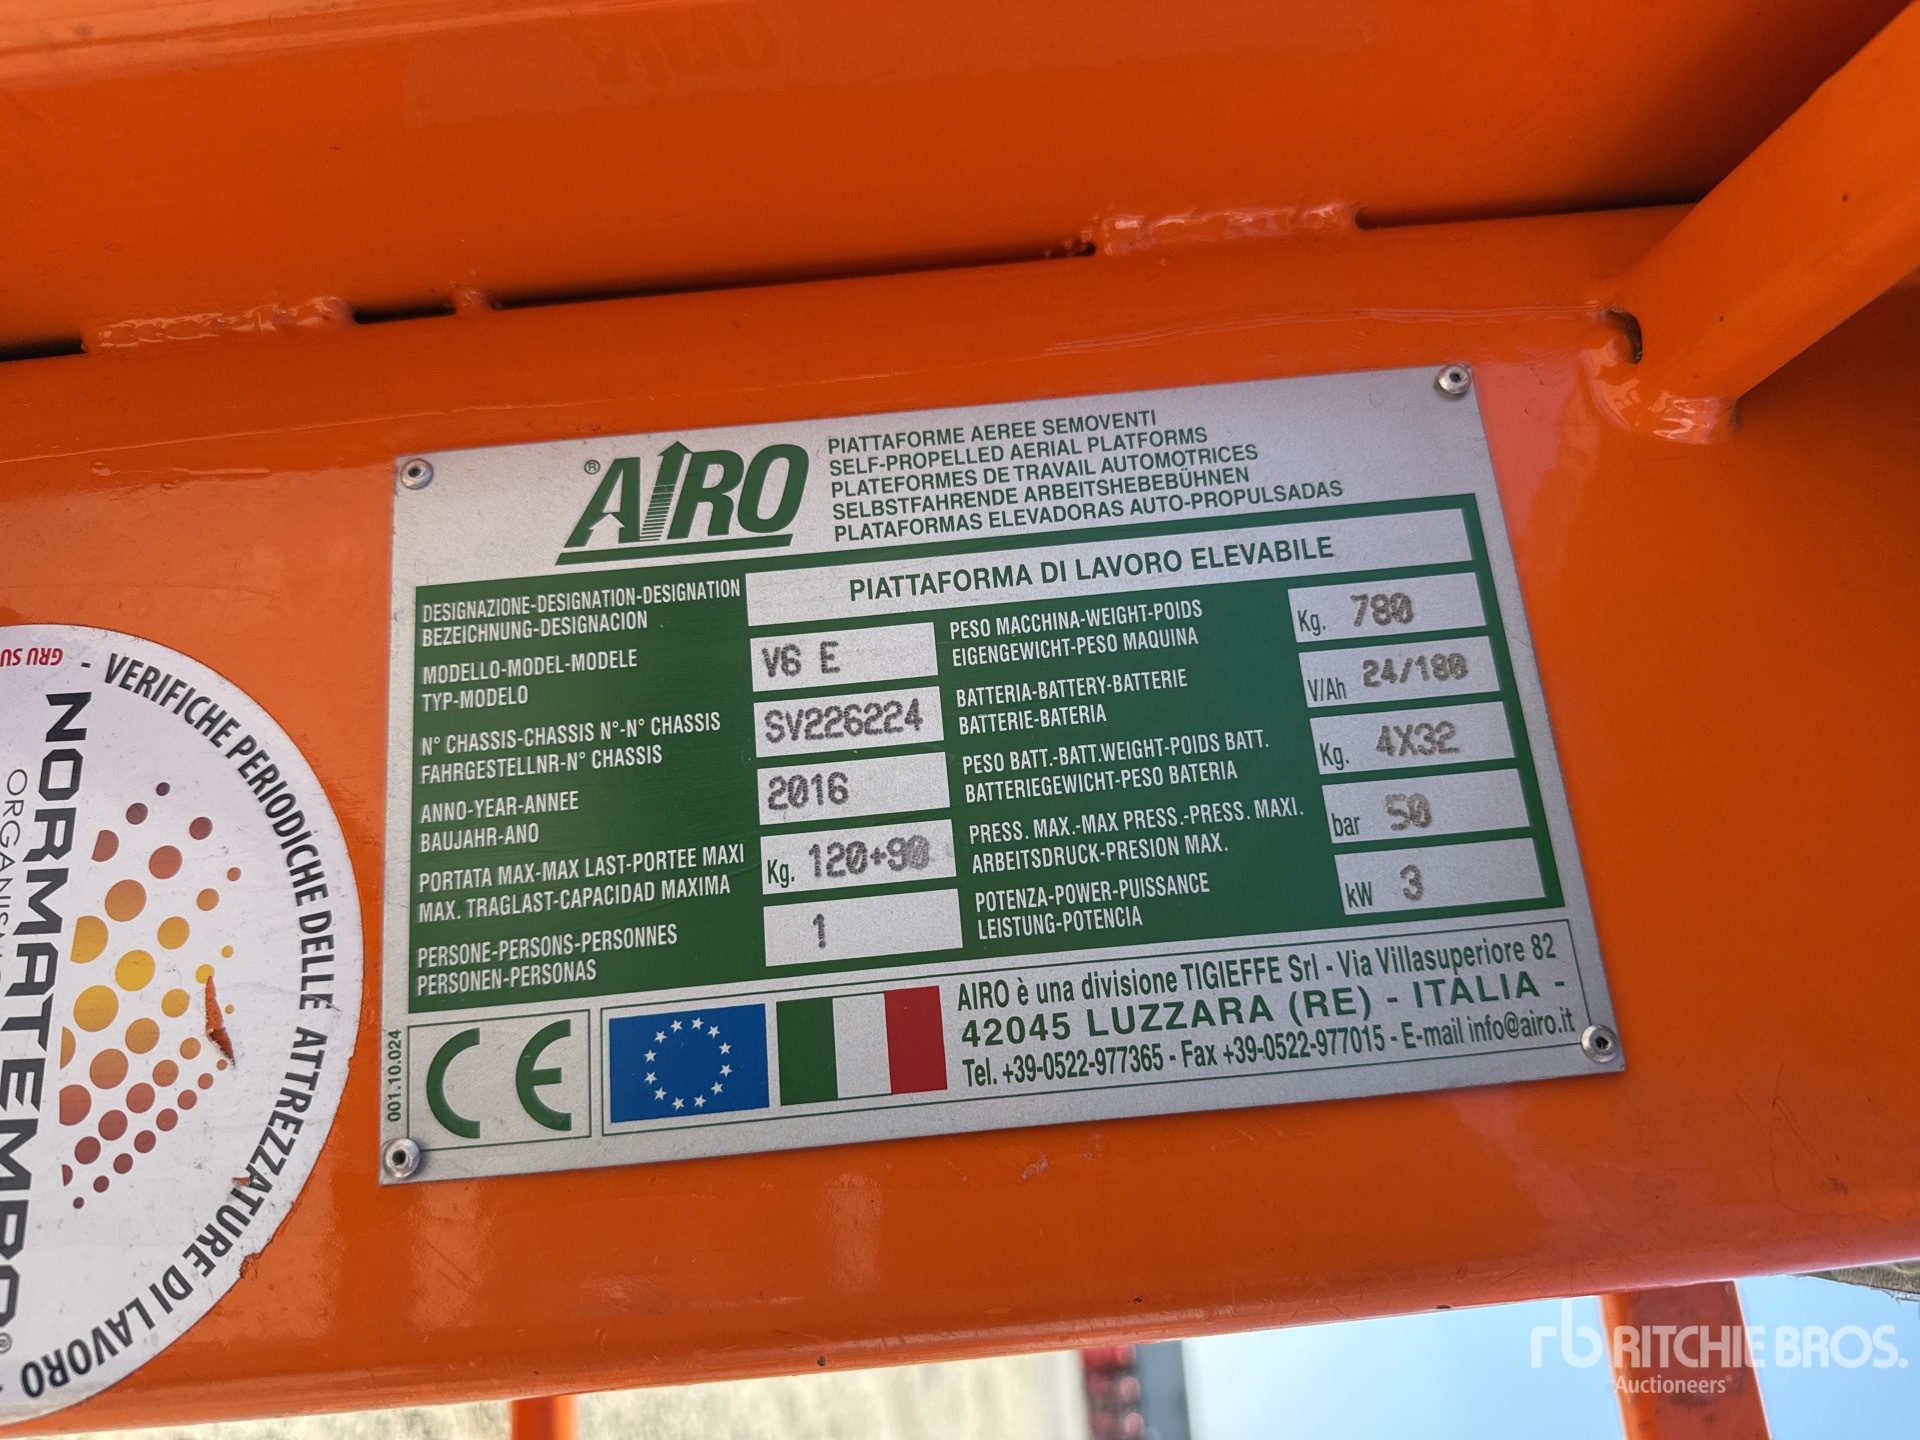 ® AIRO
PIATTAFORME AEREE SEMOVENTI
SELF-PROPELLED AERIAL PLATFORMS
PLATEFORMES DE TRAVAIL AUTOMOTRICES
SELBSTFAHRENDE ARBEITSHEBEBÜHNEN
PLATAFORMAS ELEVADORAS AUTO-PROPULSADAS
DESIGNAZIONE-DESIGNATION-DESIGNATION
BEZEICHNUNG-DESIGNACION
PIATTAFORMA DI LAVORO ELEVABILE
MODELLO-MODEL-MODELE
TYP-MODELO
V6 E
N° CHASSIS-CHASSIS N°-N° CHASSIS
FAHRGESTELLNR-N° CHASSIS
SV226224
ANNO-YEAR-ANNEE
BAUJAHR-ANO
2016
PORTATA MAX-MAX LAST-PORTEE MAXI
MAX. TRAGLAST-CAPACIDAD MAXIMA
Kg. 120+90
PERSONE-PERSONS-PERSONNES
PERSONEN-PERSONAS
1
PESO MACCHINA-WEIGHT-POIDS
EIGENGEWICHT-PESO MAQUINA
Kg. 780
BATTERIA-BATTERY-BATTERIE
BATTERIE-BATERIA
V/Ah 24/180
PESO BATT.-BATT.WEIGHT-POIDS BATT.
BATTERIEGEWICHT-PESO BATERIA
Kg. 4X32
PRESS. MAX.-MAX PRESS.-PRESS. MAXI.
ARBEITSDRUCK-PRESION MAX.
bar 50
POTENZA-POWER-PUISSANCE
LEISTUNG-POTENCIA
kW 3
001.10.024
CE
AIRO è una divisione TIGIEFFE Srl - Via Villasuperiore 82
42045 LUZZARA (RE) - ITALIA -
Tel. +39-0522-977365 - Fax +39-0522-977015 - E-mail info@airo.it
GRU SU
- VERIFICHE PERIODICHE DELLE ATTREZZATURE DI LAVORO -
NORMATEMPO®
ORGANIS
rb RITCHIE BROS.
Auctioneers®